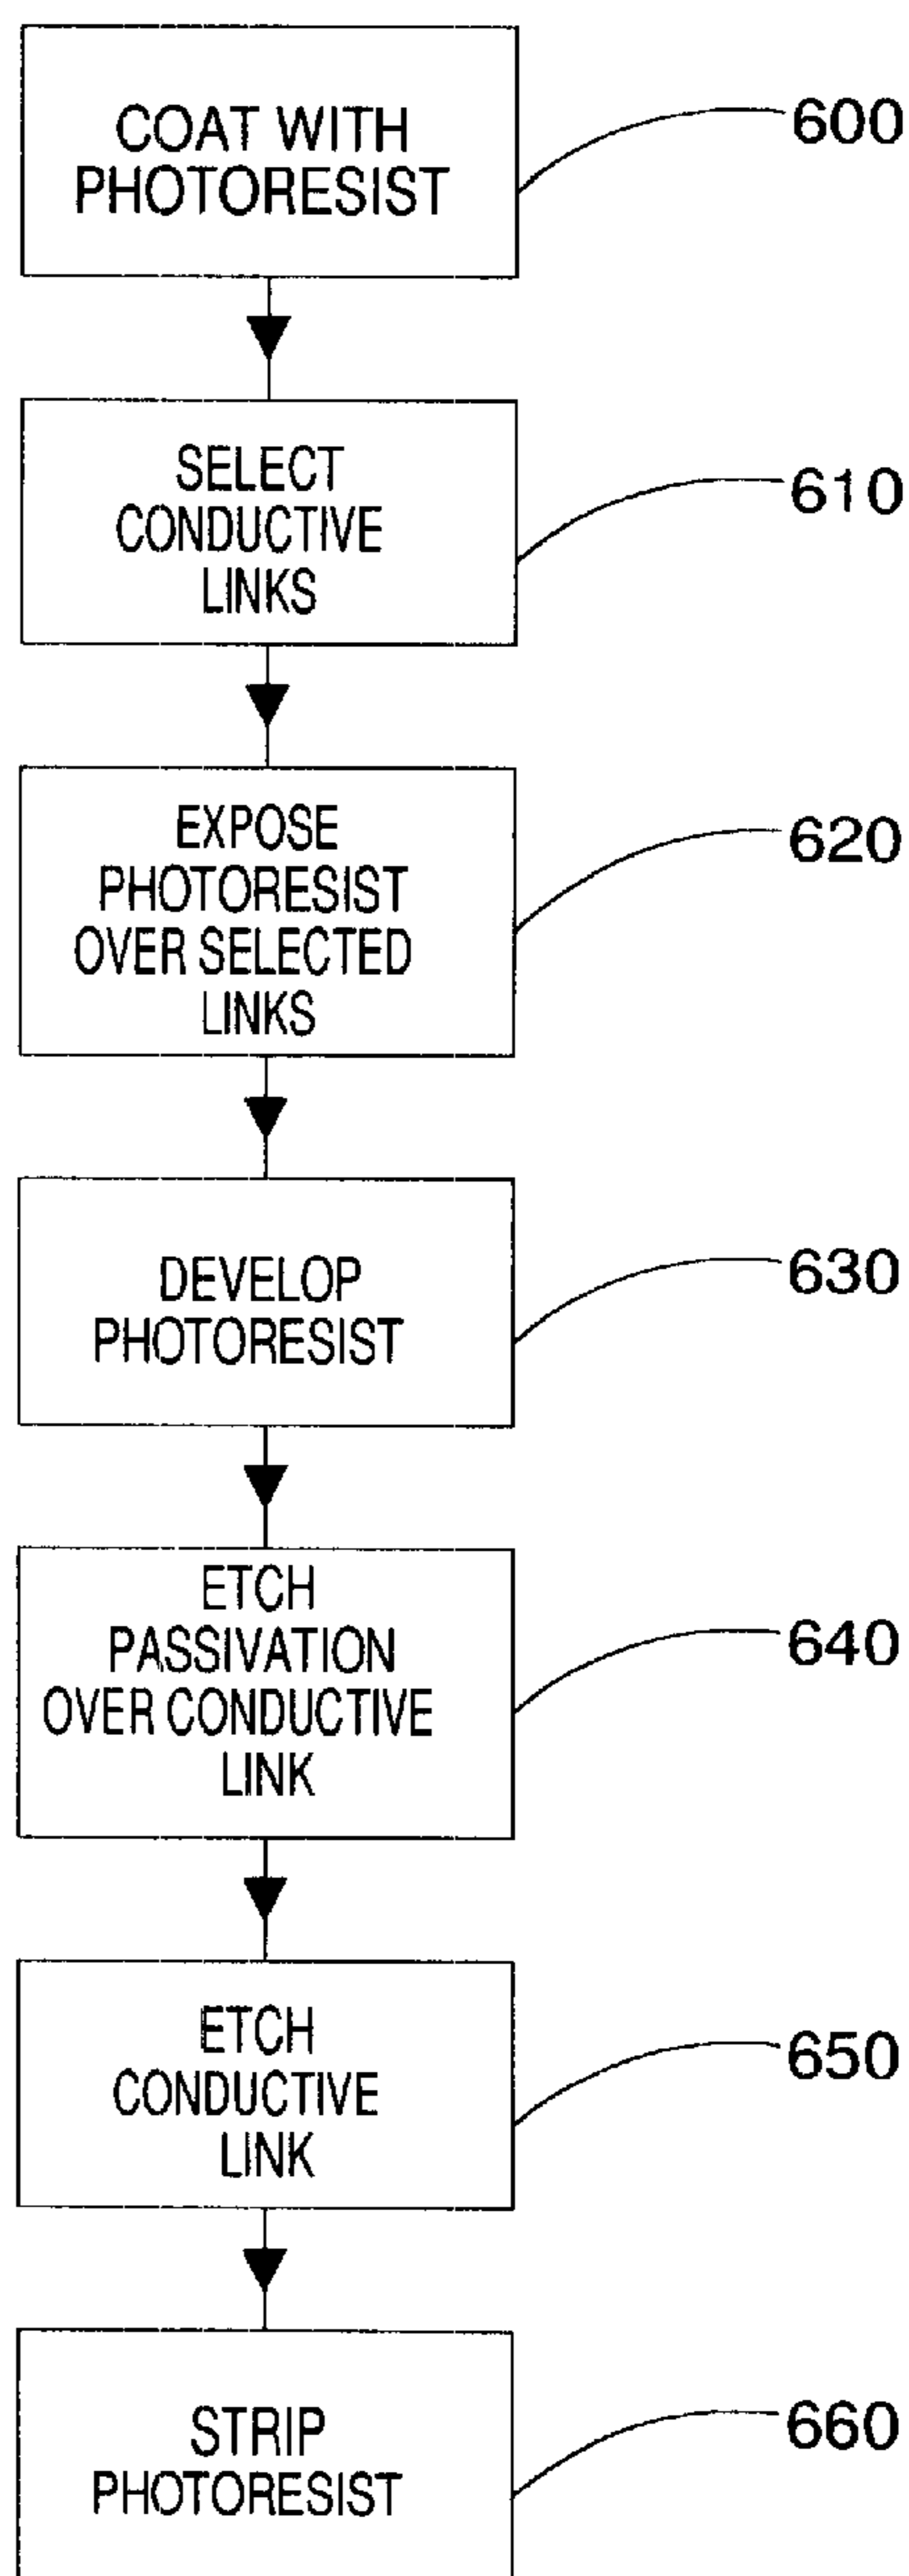 COAT WITH
PHOTORESIST
600
SELECT
CONDUCTIVE
LINKS
610
EXPOSE
PHOTORESIST
OVER SELECTED
LINKS
620
DEVELOP
PHOTORESIST
630
ETCH
PASSIVATION
OVER CONDUCTIVE
LINK
640
ETCH
CONDUCTIVE
LINK
650
STRIP
PHOTORESIST
660